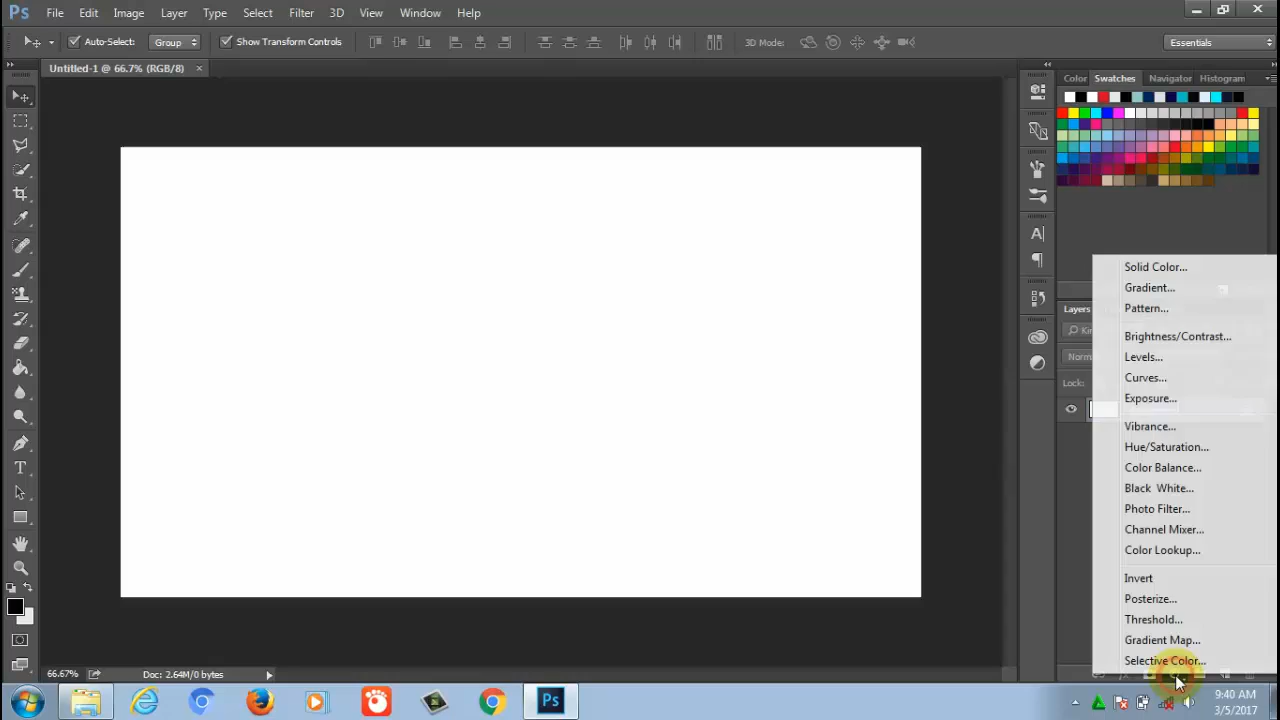 Ps File Edit Image Layer Type Select Filter 3D View Window Help
Auto-Select: Group Show Transform Controls 3D Mode: Essentials
Untitled-1 @ 66.7% (RGB/8) ×
Color Swatches Navigator Histogram
Solid Color...
Gradient...
Layers
Pattern...
Brightness/Contrast...
Levels...
Curves...
Lock:
Exposure...
Vibrance...
Hue/Saturation...
Color Balance...
Black White...
Photo Filter...
Channel Mixer...
Color Lookup...
Invert
Posterize...
Threshold...
Gradient Map...
Selective Color...
66.67% Doc: 2.64M/0 bytes
Ps
9:40 AM
3/5/2017